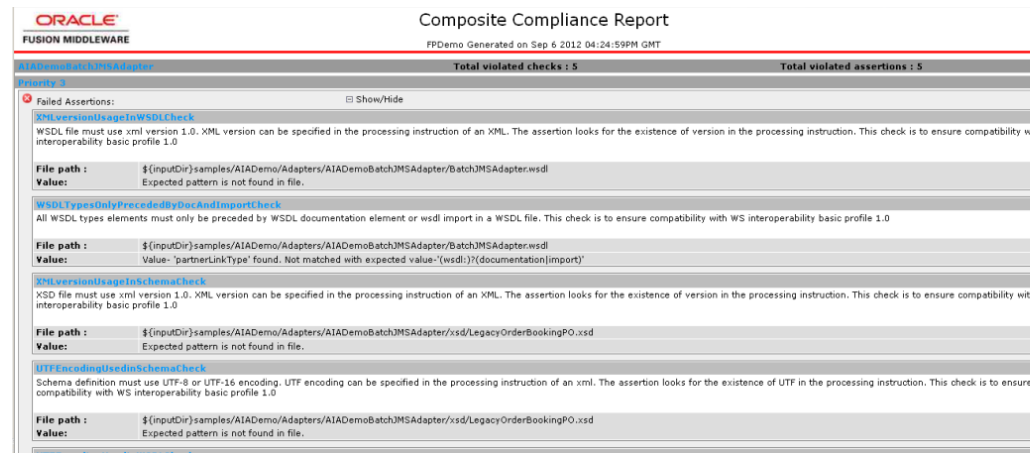 ORACLE
FUSION MIDDLEWARE
Composite Compliance Report
FPDemo Generated on Sep 6 2012 04:24:59PM GMT
AIADemoBatchJMSAdapter Total violated checks : 5 Total violated assertions : 5
Priority 3
Failed Assertions: Show/Hide
XMLversionUsageInWSDLCheck
WSDL file must use xml version 1.0. XML version can be specified in the processing instruction of an XML. The assertion looks for the existence of version in the processing instruction. This check is to ensure compatibility w
interoperability basic profile 1.0
File path : ${inputDir}samples/AIADemo/Adapters/AIADemoBatchJMSAdapter/BatchJMSAdapter.wsdl
Value: Expected pattern is not found in file.
WSDLTypesOnlyPrecededByDocAndImportCheck
All WSDL types elements must only be preceded by WSDL documentation element or wsdl import in a WSDL file. This check is to ensure compatibility with WS interoperability basic profile 1.0
File path : ${inputDir}samples/AIADemo/Adapters/AIADemoBatchJMSAdapter/BatchJMSAdapter.wsdl
Value: Value- 'partnerLinkType' found. Not matched with expected value-'(wsdl:)?(documentation|import)'
XMLversionUsageInSchemaCheck
XSD file must use xml version 1.0. XML version can be specified in the processing instruction of an XML. The assertion looks for the existence of version in the processing instruction. This check is to ensure compatibility wit
interoperability basic profile 1.0
File path : ${inputDir}samples/AIADemo/Adapters/AIADemoBatchJMSAdapter/xsd/LegacyOrderBookingPO.xsd
Value: Expected pattern is not found in file.
UTFEncodingUsedinSchemaCheck
Schema definition must use UTF-8 or UTF-16 encoding. UTF encoding can be specified in the processing instruction of an xml. The assertion looks for the existence of UTF in the processing instruction. This check is to ensure
compatibility with WS interoperability basic profile 1.0
File path : ${inputDir}samples/AIADemo/Adapters/AIADemoBatchJMSAdapter/xsd/LegacyOrderBookingPO.xsd
Value: Expected pattern is not found in file.